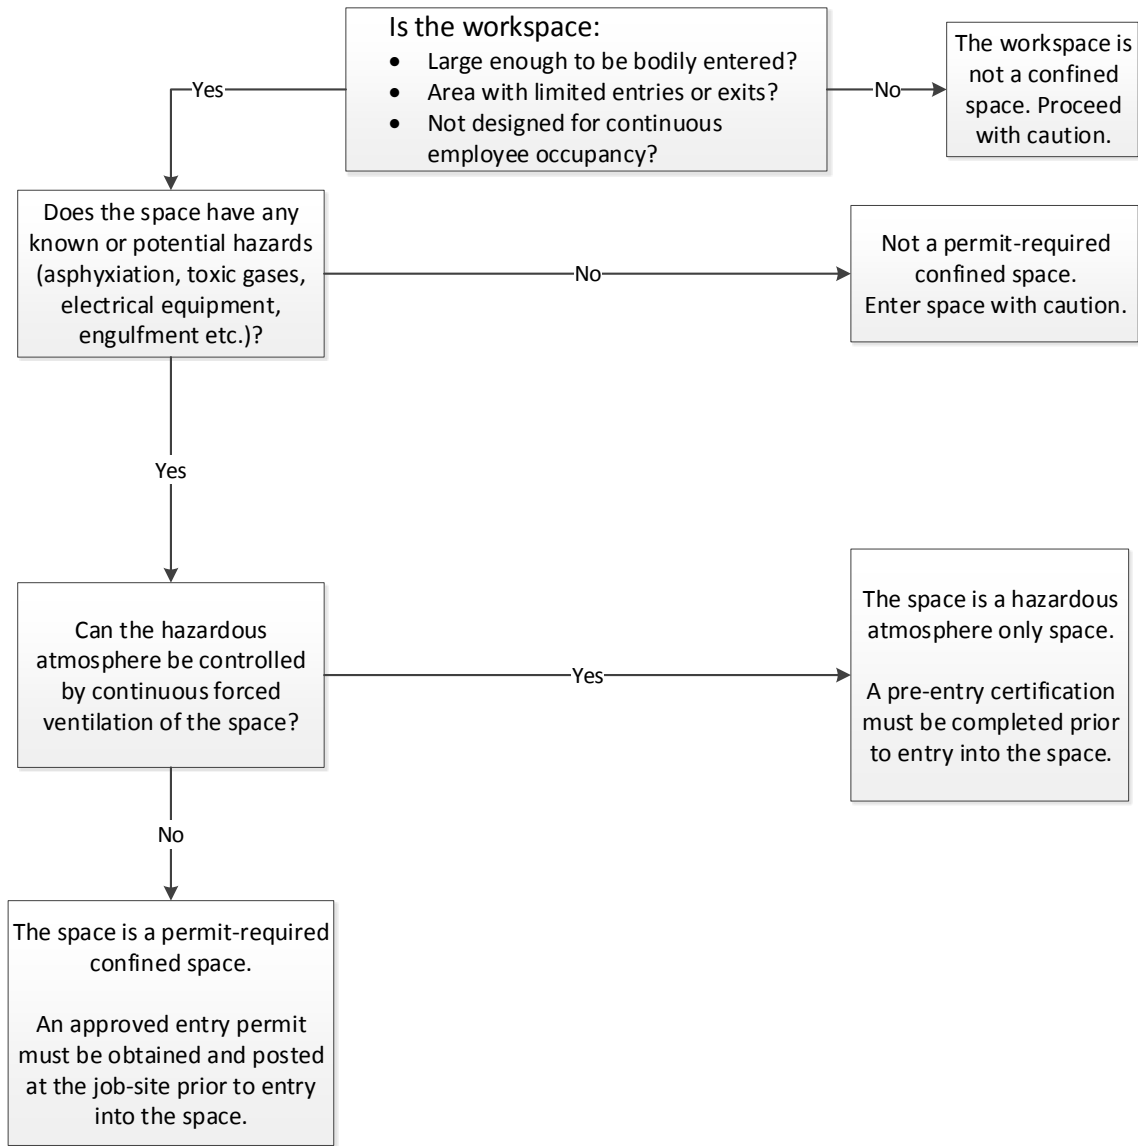 Is the workspace:
• Large enough to be bodily entered?
• Area with limited entries or exits?
• Not designed for continuous
employee occupancy?
The workspace is
not a confined
space. Proceed
with caution.
Yes
No
Does the space have any
known or potential hazards
(asphyxiation, toxic gases,
electrical equipment,
engulfment etc.)?
No
Not a permit-required
confined space.
Enter space with caution.
Yes
Can the hazardous
atmosphere be controlled
by continuous forced
ventilation of the space?
Yes
The space is a hazardous
atmosphere only space.
A pre-entry certification
must be completed prior
to entry into the space.
No
The space is a permit-required
confined space.
An approved entry permit
must be obtained and posted
at the job-site prior to entry
into the space.